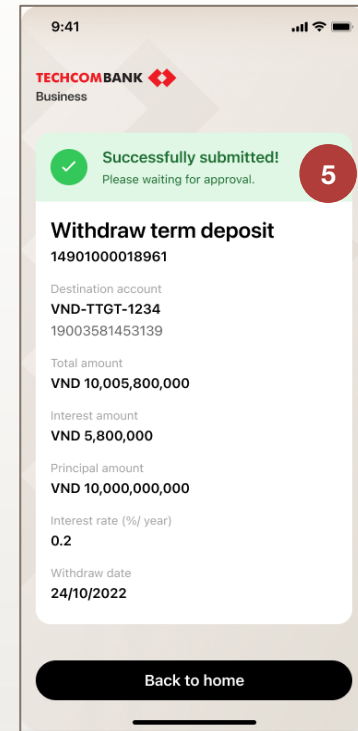 9:41
TECHCOMBANK
Business
Successfully submitted!
Please waiting for approval.
5
Withdraw term deposit
14901000018961
Destination account
VND-TTGT-1234
19003581453139
Total amount
VND 10,005,800,000
Interest amount
VND 5,800,000
Principal amount
VND 10,000,000,000
Interest rate (%/ year)
0.2
Withdraw date
24/10/2022
Back to home